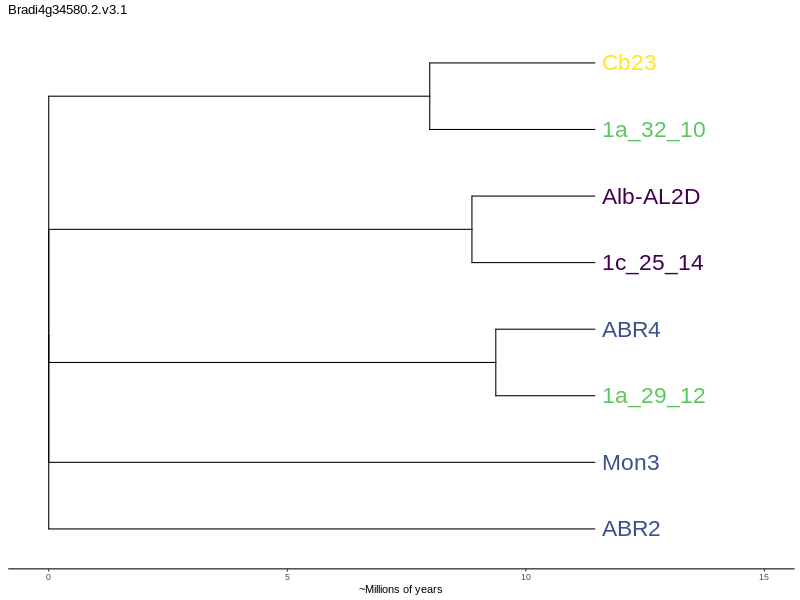 Bradi4g34580.2.v3.1
Cb23
1a_32_10
Alb-AL2D
1c_25_14
ABR4
1a_29_12
Mon3
ABR2
0 5 10 15
~Millions of years